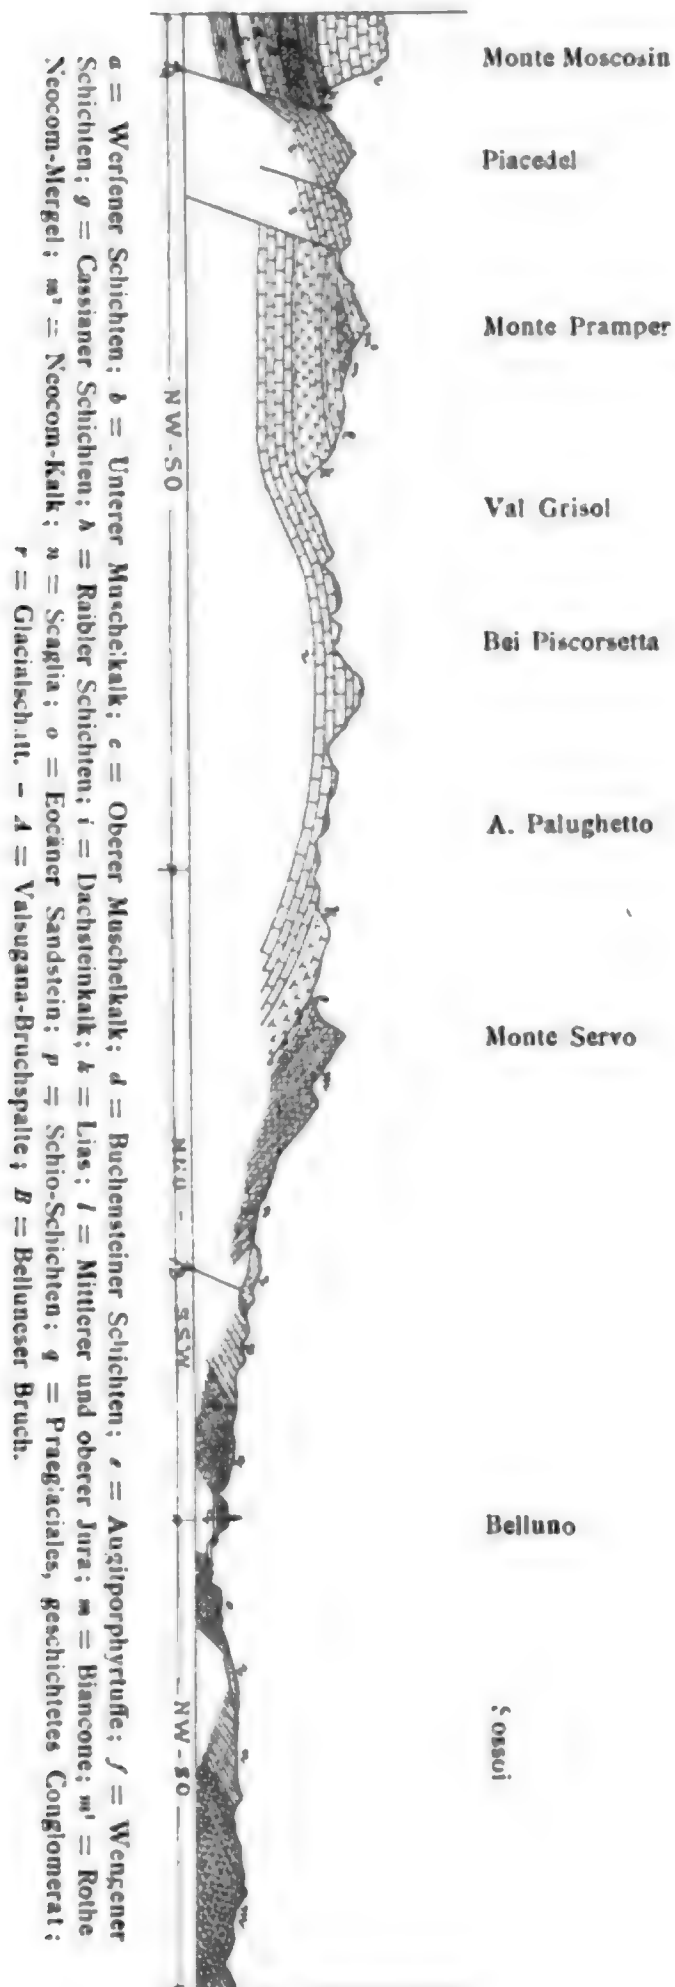 Monte Moscosin
Piacedel
Monte Pramper
Val Grisol
Bei Piscorsetta
A. Palughetto
Monte Servo
Belluno
NW-SO
SSW
NW-SO
a = Werfener Schichten; b = Unterer Muschelkalk; c = Oberer Muschelkalk; d = Buchensteiner Schichten; e = Augitporphyrtuffe; f = Wengener
Schichten; g = Cassianer Schichten; h = Raibler Schichten; i = Dachsteinkalk; k = Lias; l = Mittlerer und oberer Jura; m = Biancone; m¹ = Rothe
Neocom-Mergel; m² = Neocom-Kalk; n = Scaglia; o = Eocäner Sandstein; p = Schio-Schichten; q = Praeglaciales, geschichtetes Conglomerat;
r = Glacialschutt. – A = Valsugana-Bruchspalte; B = Belluneser Bruch.